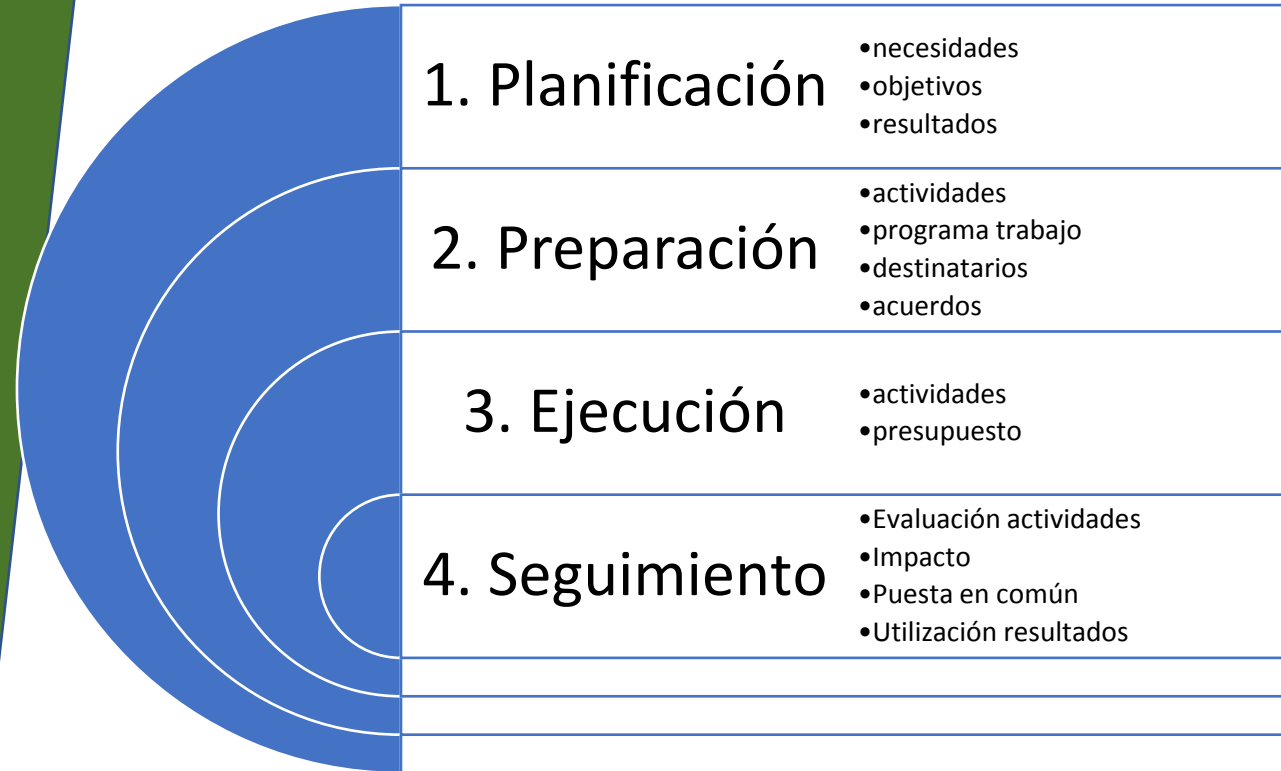 1. Planificación
•necesidades
•objetivos
•resultados
2. Preparación
•actividades
•programa trabajo
•destinatarios
•acuerdos
3. Ejecución
•actividades
•presupuesto
4. Seguimiento
•Evaluación actividades
•Impacto
•Puesta en común
•Utilización resultados